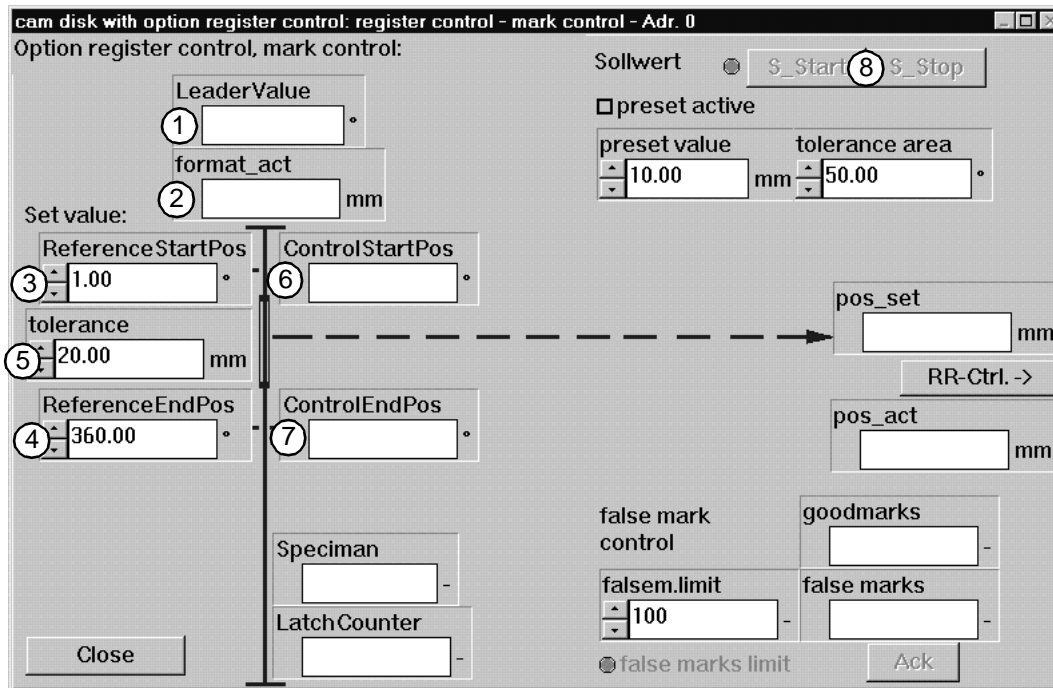 cam disk with option register control: register control - mark control - Adr. 0
Option register control, mark control:
Sollwert
S_Start 8 S_Stop
LeaderValue
1 °
preset active
format_act
2 mm
preset value
10.00 mm
tolerance area
50.00 °
Set value:
ReferenceStartPos
3 1.00 °
ControlStartPos
6 °
tolerance
5 20.00 mm
pos_set
mm
RR-Ctrl. ->
ReferenceEndPos
4 360.00 °
ControlEndPos
7 °
pos_act
mm
false mark
control
goodmarks
-
Speciman
-
falsem.limit
100 -
false marks
-
LatchCounter
-
Close
false marks limit
Ack